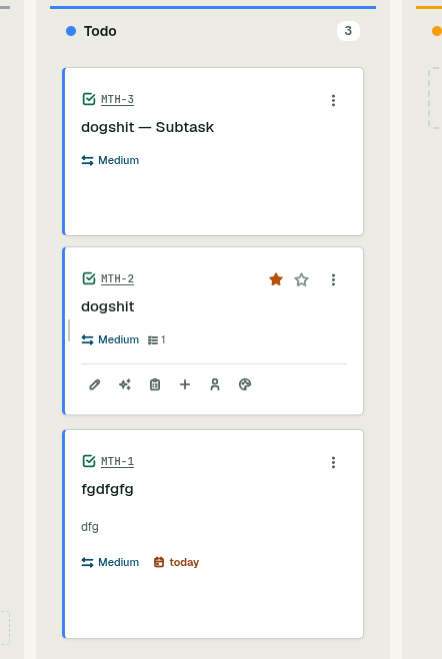 Todo 3
MTH-3
dogshit — Subtask
Medium
MTH-2
dogshit
Medium 1
MTH-1
fgdfgfg
dfg
Medium today